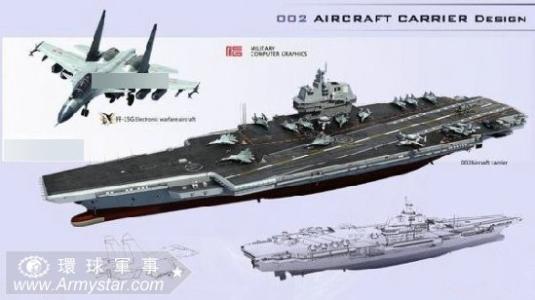 002 AIRCRAFT CARRIER DESIGN
MILITARY
COMPUTER GRAPHICS
Electronic warfare aircraft
002 Aircraft carrier
環球軍事
www.Armystar.com